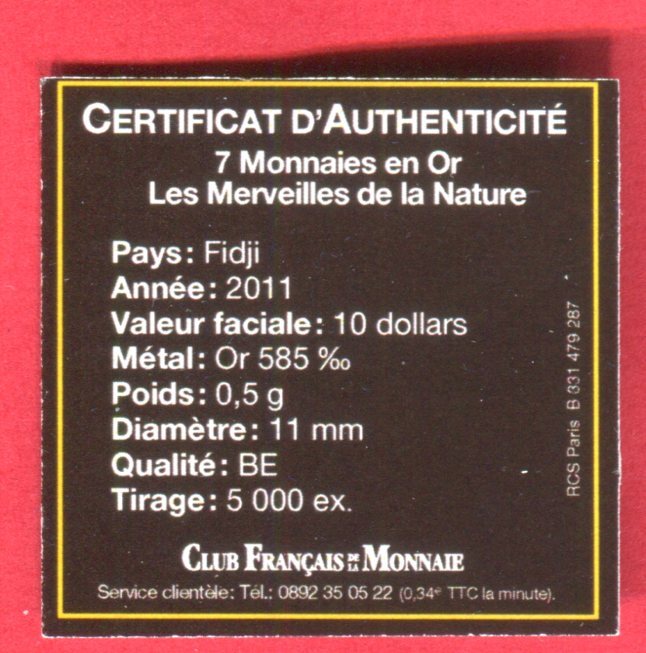 CERTIFICAT D'AUTHENTICITÉ
7 Monnaies en Or
Les Merveilles de la Nature
Pays: Fidji
Année: 2011
Valeur faciale: 10 dollars
Métal: Or 585 ‰
Poids: 0,5 g
Diamètre: 11 mm
Qualité: BE
Tirage: 5 000 ex.
CLUB FRANÇAIS DE LA MONNAIE
Service clientèle: Tél.: 0892 35 05 22 (0,34€ TTC la minute).
RCS Paris B 331 479 287